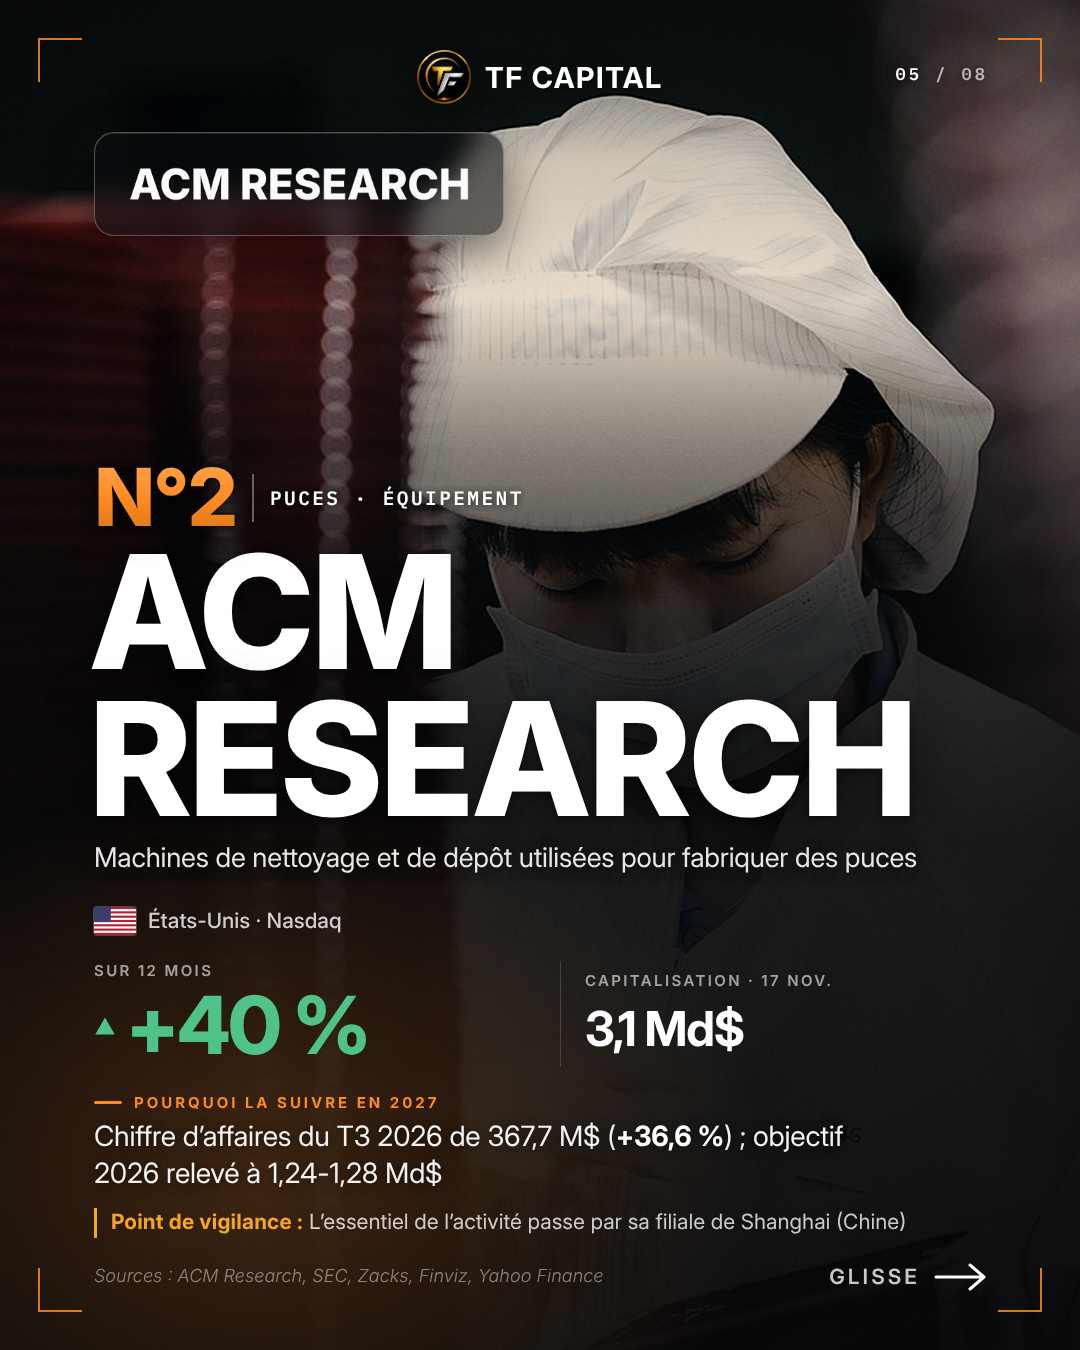 TF CAPITAL
05 / 08
ACM RESEARCH
N°2
PUCES · ÉQUIPEMENT
ACM
RESEARCH
Machines de nettoyage et de dépôt utilisées pour fabriquer des puces
États-Unis · Nasdaq
SUR 12 MOIS
+40 %
CAPITALISATION · 17 NOV.
3,1 Md$
POURQUOI LA SUIVRE EN 2027
Chiffre d’affaires du T3 2026 de 367,7 M$ (+36,6 %) ; objectif
2026 relevé à 1,24-1,28 Md$
Point de vigilance : L’essentiel de l’activité passe par sa filiale de Shanghai (Chine)
Sources : ACM Research, SEC, Zacks, Finviz, Yahoo Finance
GLISSE